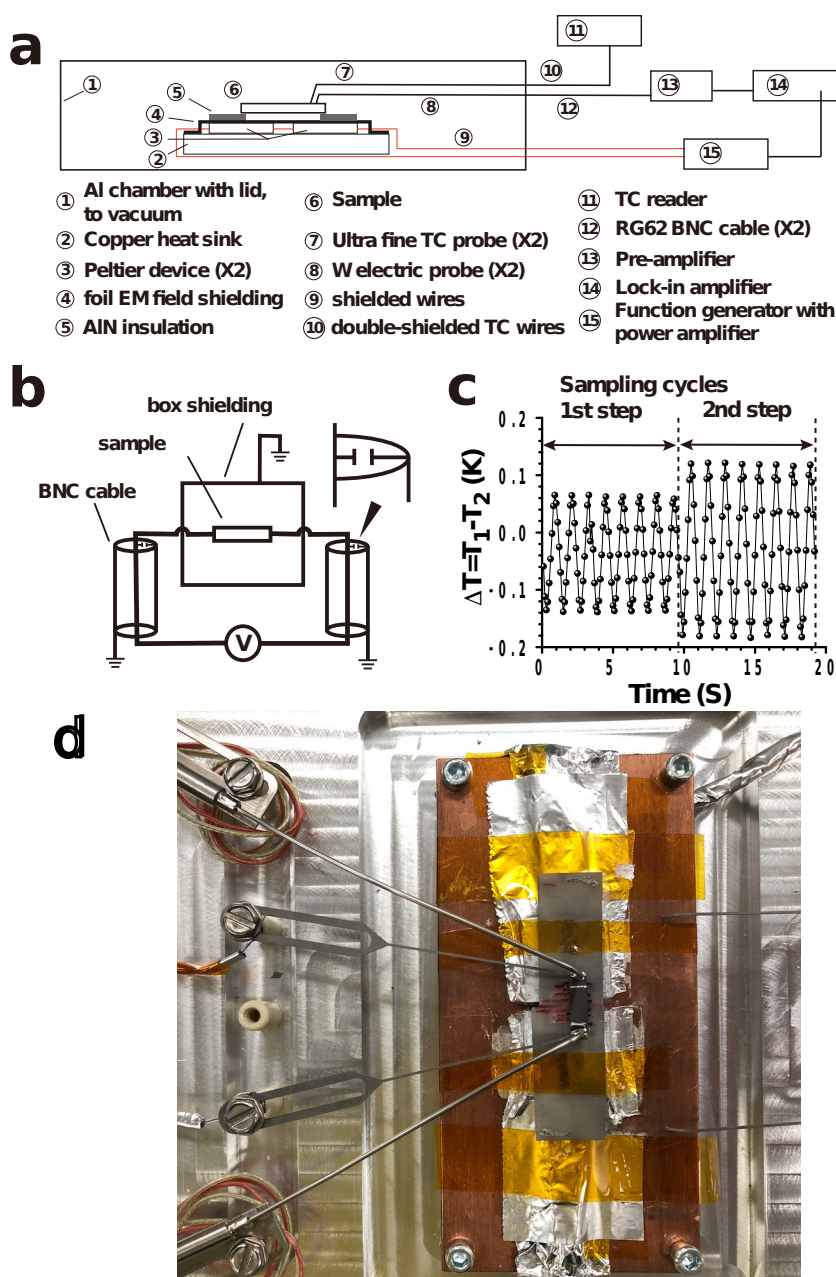 a
⑪
⑦
⑩
①
⑥
⑬
⑭
⑤
⑧
⑫
④
③
⑨
⑮
②
① Al chamber with lid,
to vacuum
② Copper heat sink
③ Peltier device (X2)
④ foil EM field shielding
⑤ AlN insulation
⑥ Sample
⑦ Ultra fine TC probe (X2)
⑧ W electric probe (X2)
⑨ shielded wires
⑩ double-shielded TC wires
⑪ TC reader
⑫ RG62 BNC cable (X2)
⑬ Pre-amplifier
⑭ Lock-in amplifier
⑮ Function generator with
power amplifier
b
box shielding
sample
BNC cable
V
c
Sampling cycles
1st step 2nd step
ΔT=T₁-T₂ (K)
0.2
0.1
0.0
-0.1
-0.2
0 5 10 15 20
Time (S)
d